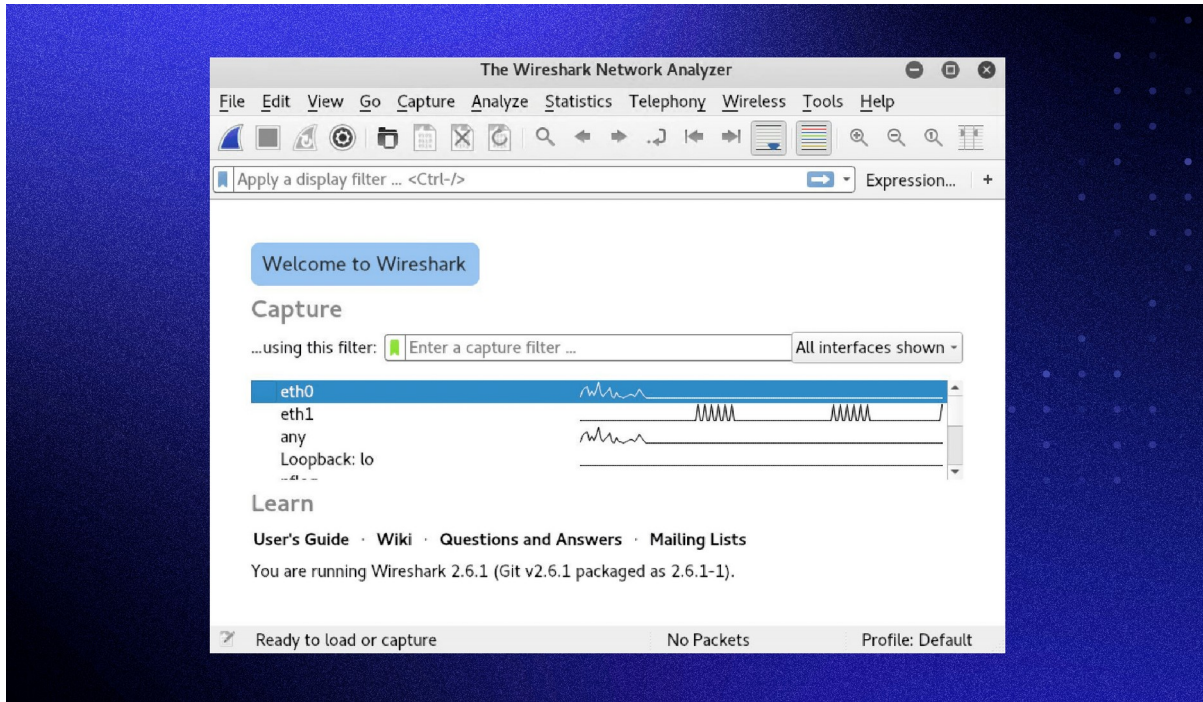 The Wireshark Network Analyzer
File Edit View Go Capture Analyze Statistics Telephony Wireless Tools Help
Apply a display filter ... <Ctrl-/> Expression... +
Welcome to Wireshark
Capture
...using this filter: Enter a capture filter ... All interfaces shown
eth0
eth1
any
Loopback: lo
Learn
User's Guide · Wiki · Questions and Answers · Mailing Lists
You are running Wireshark 2.6.1 (Git v2.6.1 packaged as 2.6.1-1).
Ready to load or capture No Packets Profile: Default